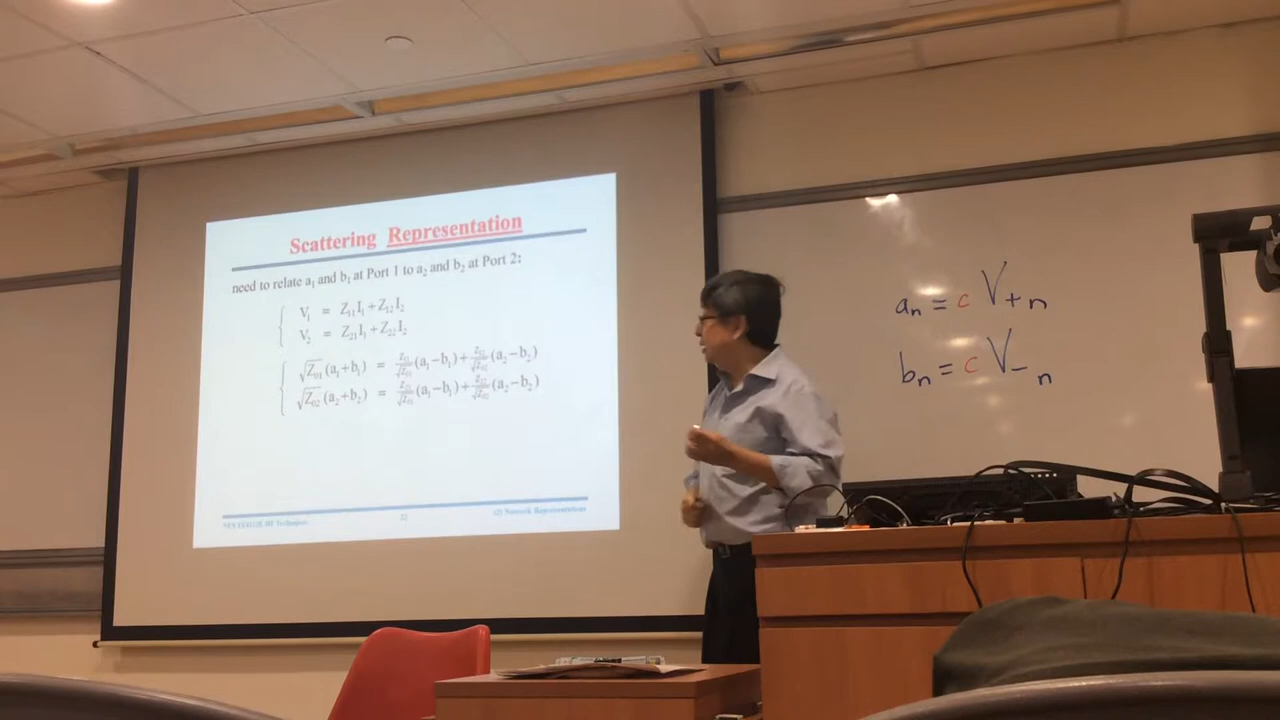 Scattering Representation
need to relate a₁ and b₁ at Port 1 to a₂ and b₂ at Port 2:
V₁ = Z₁₁I₁+Z₁₂I₂
V₂ = Z₂₁I₁+Z₂₂I₂
√Z₀₁(a₁+b₁) = Z₁₁/√Z₀₁(a₁−b₁)+Z₁₂/√Z₀₂(a₂−b₂)
√Z₀₂(a₂+b₂) = Z₂₁/√Z₀₁(a₁−b₁)+Z₂₂/√Z₀₂(a₂−b₂)
RF Techniques
(2) Network Representations
aₙ = c V₊ₙ
bₙ = c V₋ₙ